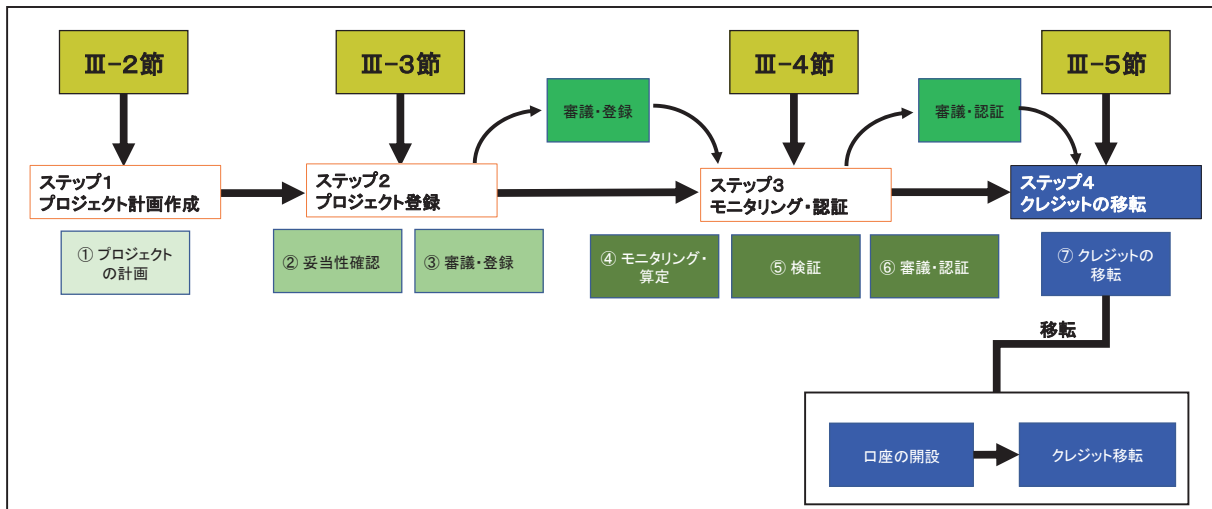 Ⅲ-2節
Ⅲ-3節
Ⅲ-4節
Ⅲ-5節
審議・登録
審議・認証
ステップ1
プロジェクト計画作成
ステップ2
プロジェクト登録
ステップ3
モニタリング・認証
ステップ4
クレジットの移転
① プロジェクト
の計画
② 妥当性確認
③ 審議・登録
④ モニタリング・
算定
⑤ 検証
⑥ 審議・認証
⑦ クレジットの
移転
移転
口座の開設
クレジット移転